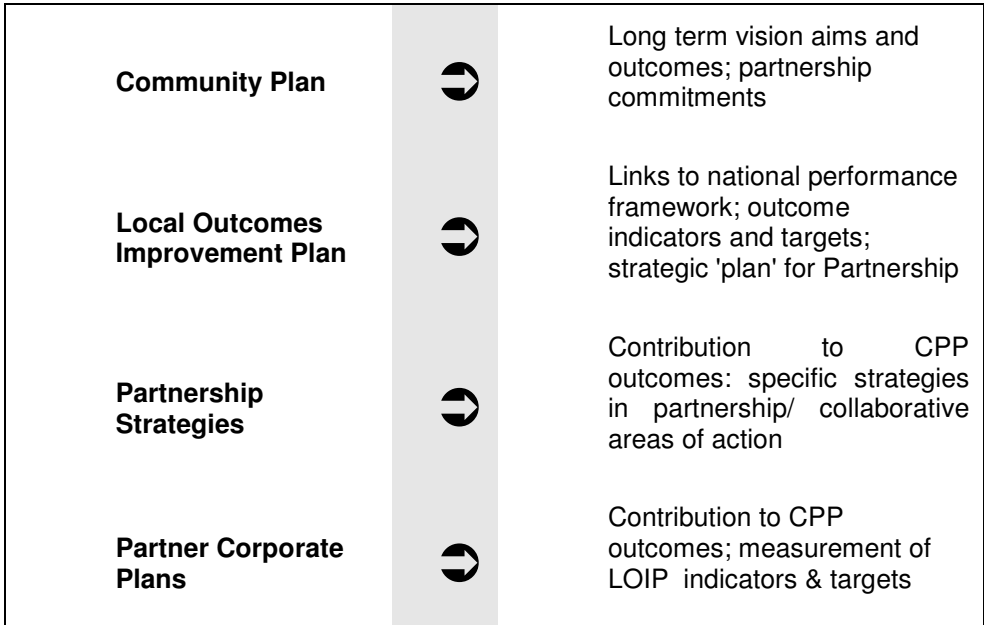 Community Plan
Long term vision aims and
outcomes; partnership
commitments
Local Outcomes
Improvement Plan
Links to national performance
framework; outcome
indicators and targets;
strategic 'plan' for Partnership
Partnership
Strategies
Contribution to CPP
outcomes: specific strategies
in partnership/ collaborative
areas of action
Partner Corporate
Plans
Contribution to CPP
outcomes; measurement of
LOIP indicators & targets